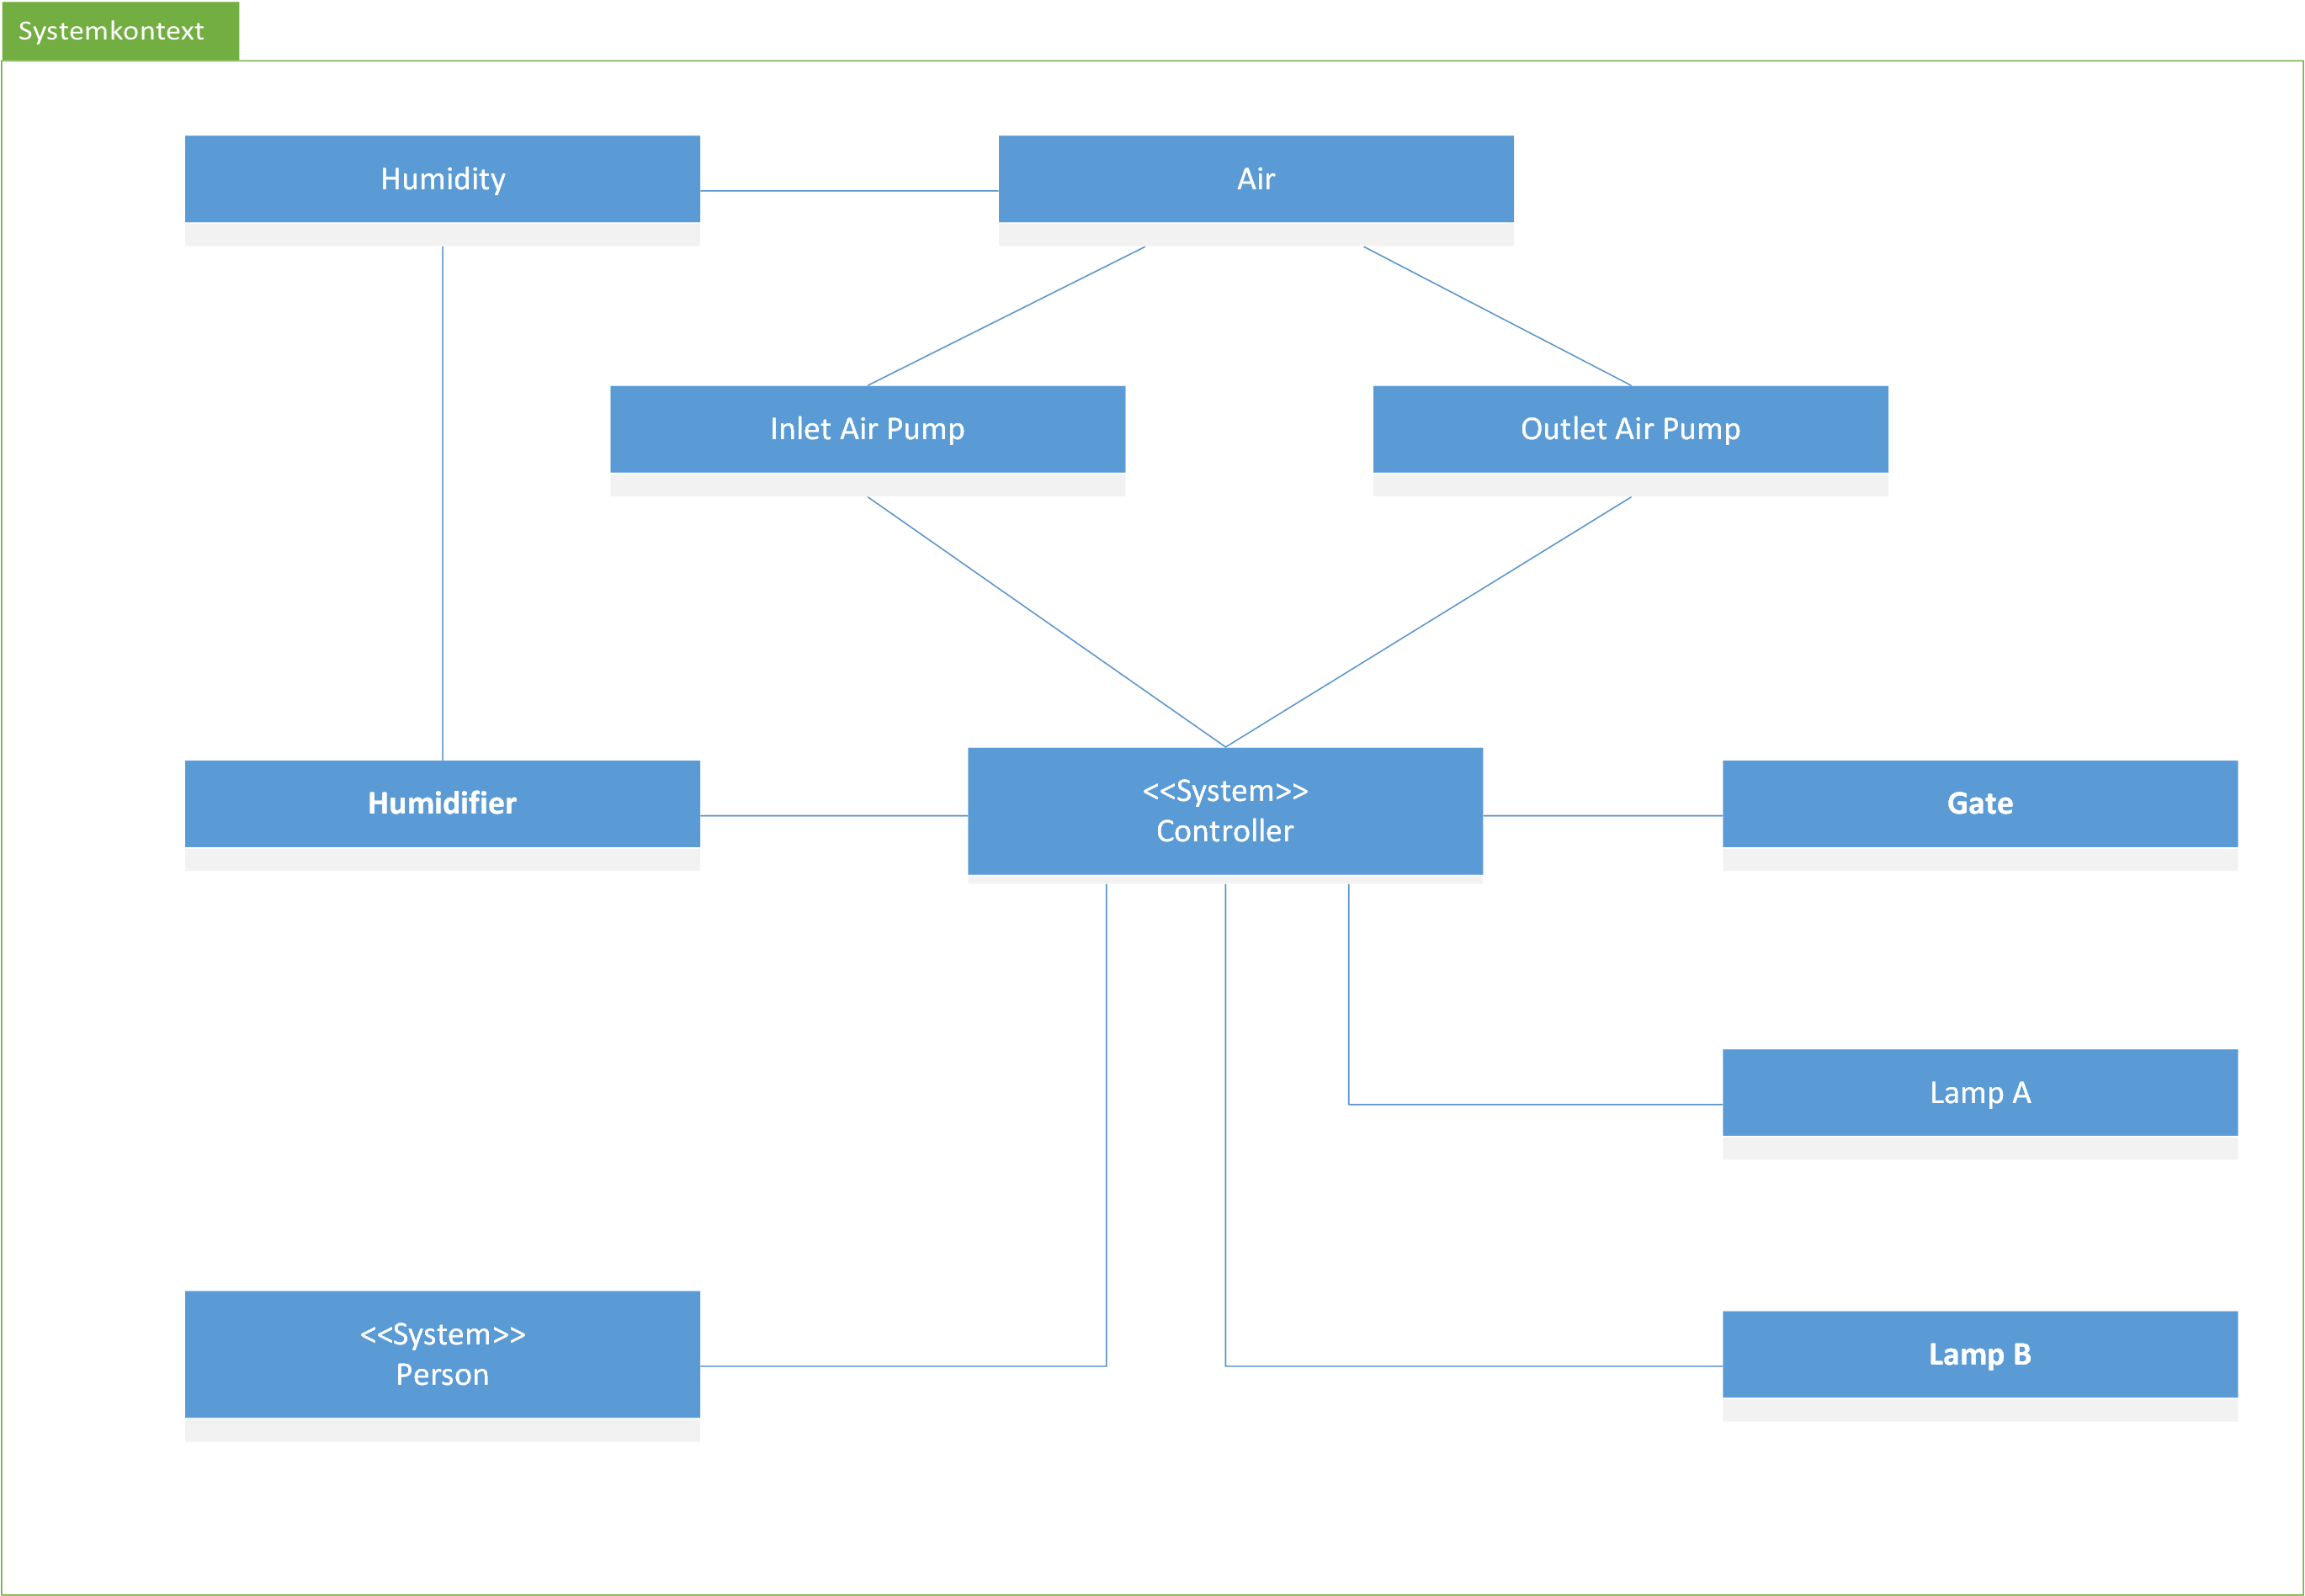 Systemkontext
Humidity
Air
Inlet Air Pump
Outlet Air Pump
Humidifier
<<System>>
Controller
Gate
Lamp A
<<System>>
Person
Lamp B